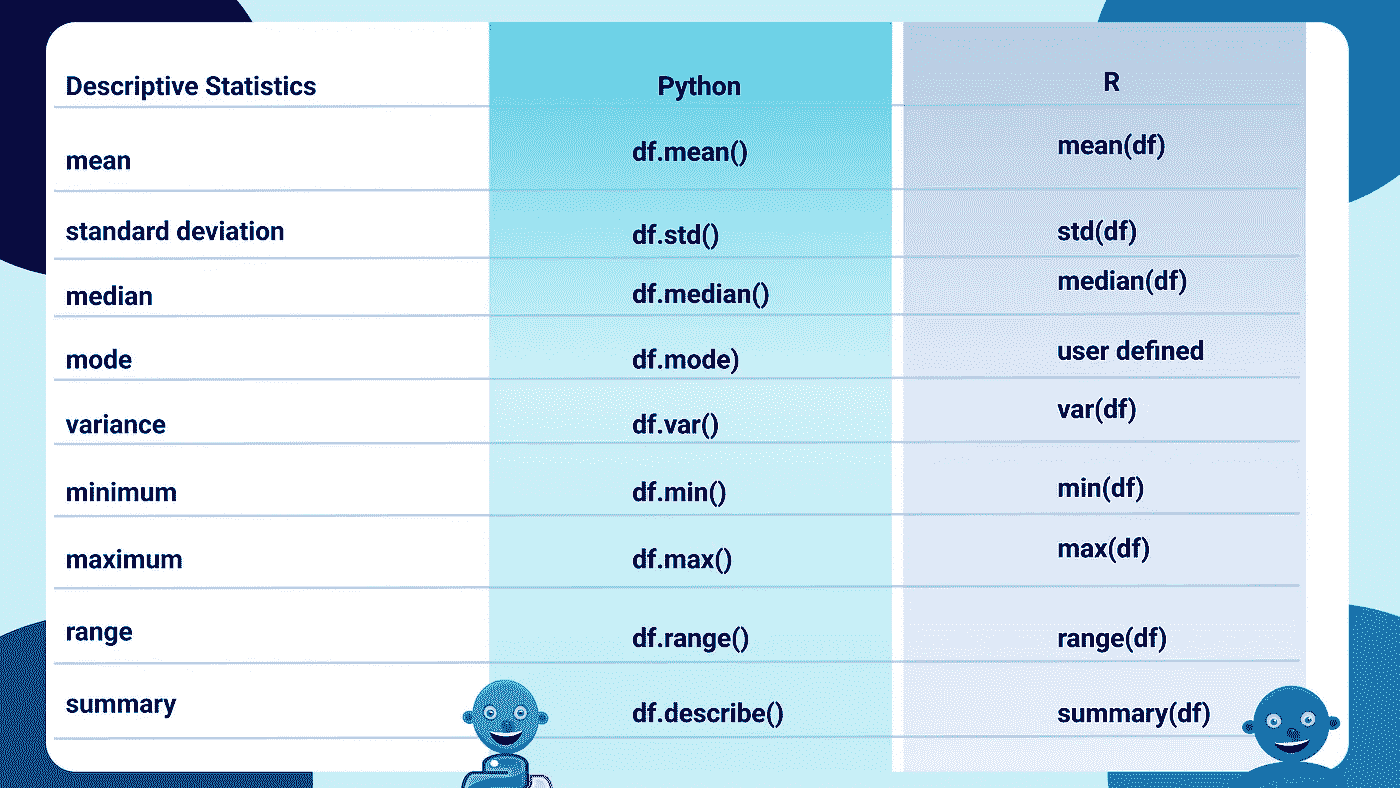 Descriptive Statistics Python R
mean df.mean() mean(df)
standard deviation df.std() std(df)
median df.median() median(df)
mode df.mode) user defined
variance df.var() var(df)
minimum df.min() min(df)
maximum df.max() max(df)
range df.range() range(df)
summary df.describe() summary(df)